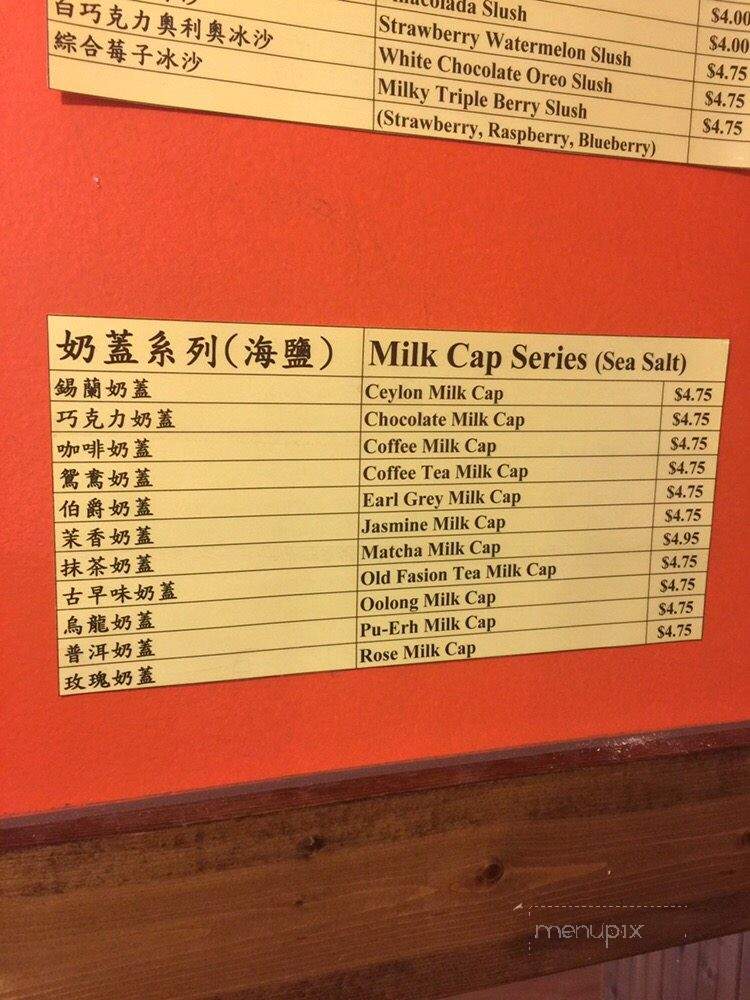 Slush $4.00
Strawberry Watermelon Slush $4.00
白巧克力奧利奧冰沙 White Chocolate Oreo Slush $4.75
綜合莓子冰沙 Milky Triple Berry Slush $4.75
(Strawberry, Raspberry, Blueberry) $4.75
奶蓋系列(海鹽) Milk Cap Series (Sea Salt)
錫蘭奶蓋 Ceylon Milk Cap $4.75
巧克力奶蓋 Chocolate Milk Cap $4.75
咖啡奶蓋 Coffee Milk Cap $4.75
鴛鴦奶蓋 Coffee Tea Milk Cap $4.75
伯爵奶蓋 Earl Grey Milk Cap $4.75
茉香奶蓋 Jasmine Milk Cap $4.75
抹茶奶蓋 Matcha Milk Cap $4.95
古早味奶蓋 Old Fasion Tea Milk Cap $4.75
烏龍奶蓋 Oolong Milk Cap $4.75
普洱奶蓋 Pu-Erh Milk Cap $4.75
玫瑰奶蓋 Rose Milk Cap $4.75
menupix